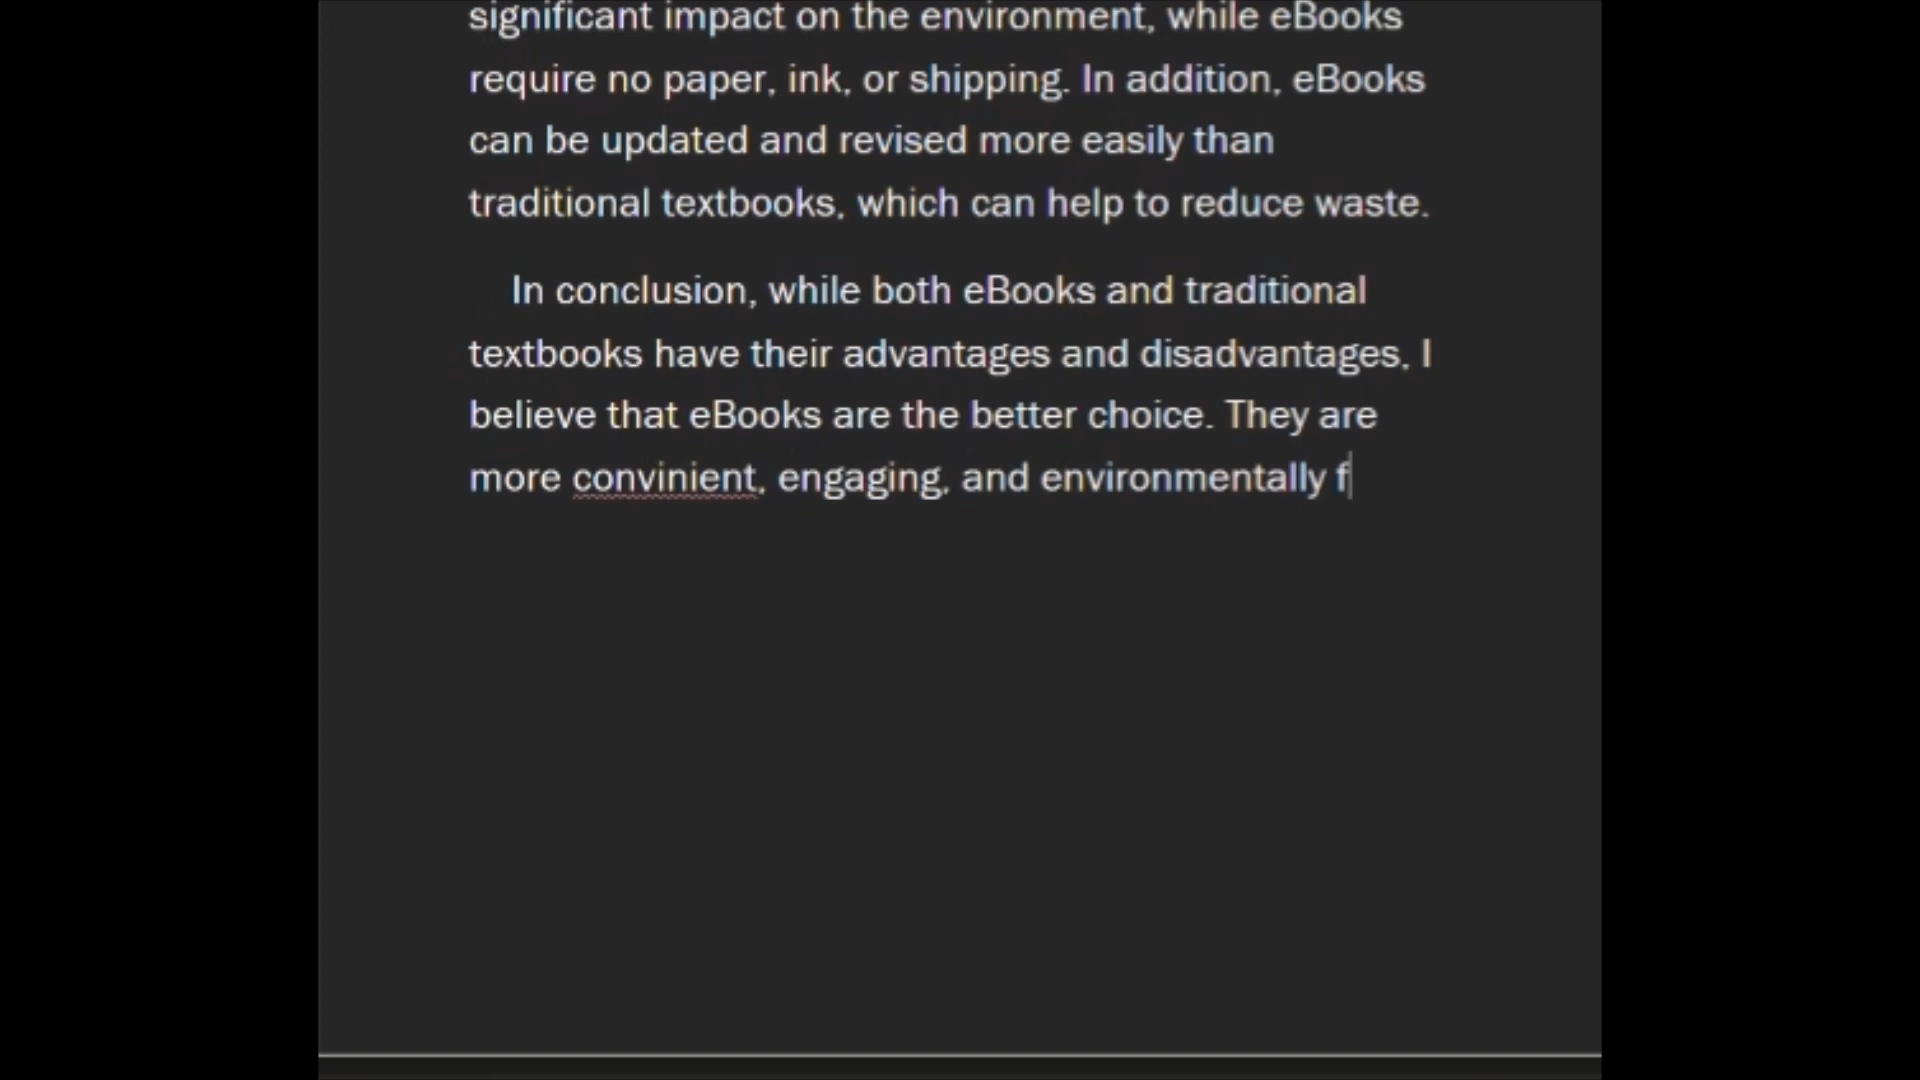 significant impact on the environment, while eBooks
require no paper, ink, or shipping. In addition, eBooks
can be updated and revised more easily than
traditional textbooks, which can help to reduce waste.
In conclusion, while both eBooks and traditional
textbooks have their advantages and disadvantages, I
believe that eBooks are the better choice. They are
more convinient, engaging, and environmentally f